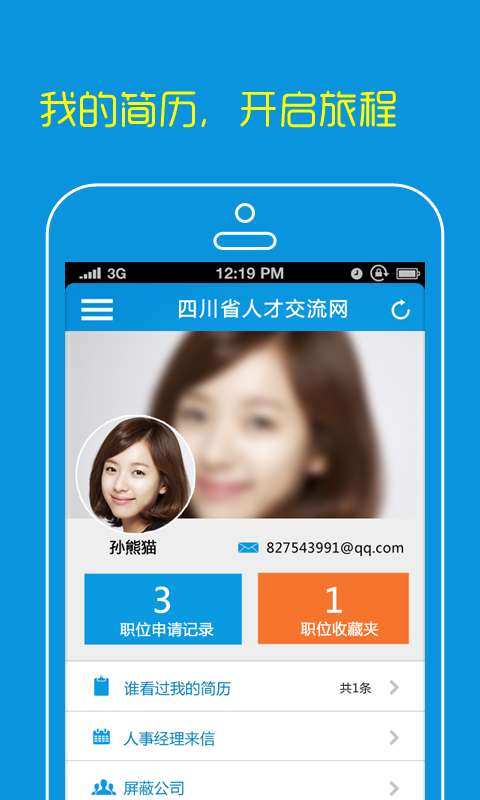 我的简历，开启旅程
3G 12:19 PM
四川省人才交流网
孙熊猫 827543991@qq.com
3 1
职位申请记录 职位收藏夹
谁看过我的简历 共1条
人事经理来信
屏蔽公司